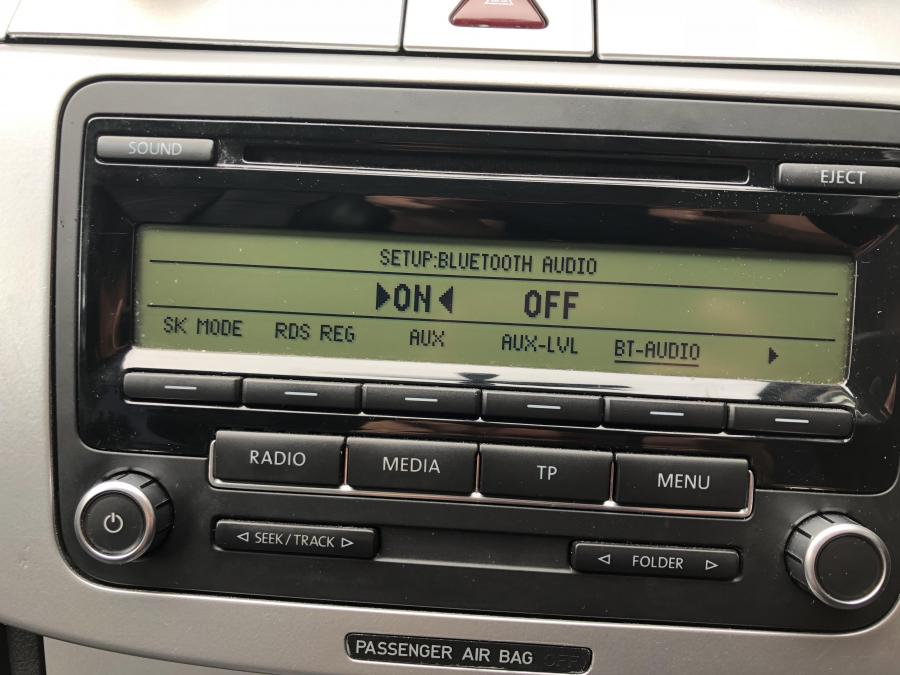 SOUND
EJECT
SETUP:BLUETOOTH AUDIO
▶ON◀ OFF
SK MODE RDS REG AUX AUX-LVL BT-AUDIO ▶
RADIO MEDIA TP MENU
◁ SEEK/TRACK ▷
◁ FOLDER ▷
PASSENGER AIR BAG OFF